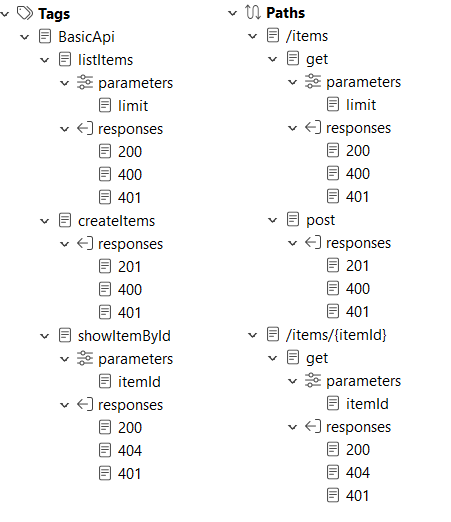 Tags
BasicApi
listItems
parameters
limit
responses
200
400
401
createItems
responses
201
400
401
showItemById
parameters
itemId
responses
200
404
401
Paths
/items
get
parameters
limit
responses
200
400
401
post
responses
201
400
401
/items/{itemId}
get
parameters
itemId
responses
200
404
401